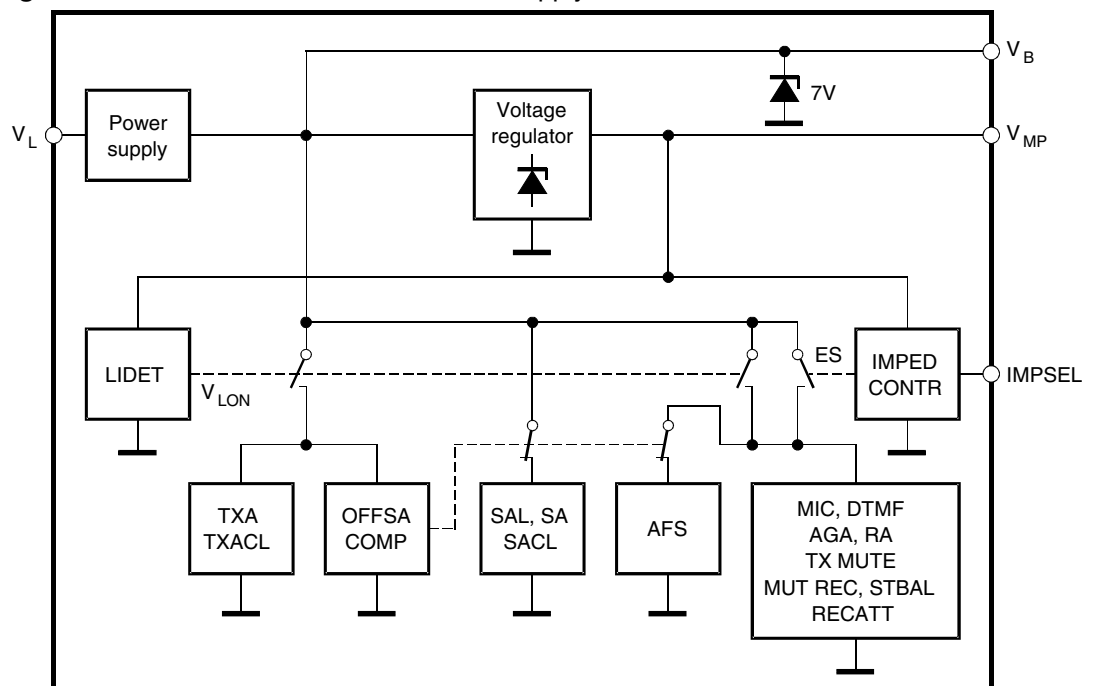 V_B
7V
Power
supply
Voltage
regulator
V_L
V_MP
LIDET
V_LON
ES
IMPED
CONTR
IMPSEL
TXA
TXACL
OFFSA
COMP
SAL, SA
SACL
AFS
MIC, DTMF
AGA, RA
TX MUTE
MUT REC, STBAL
RECATT